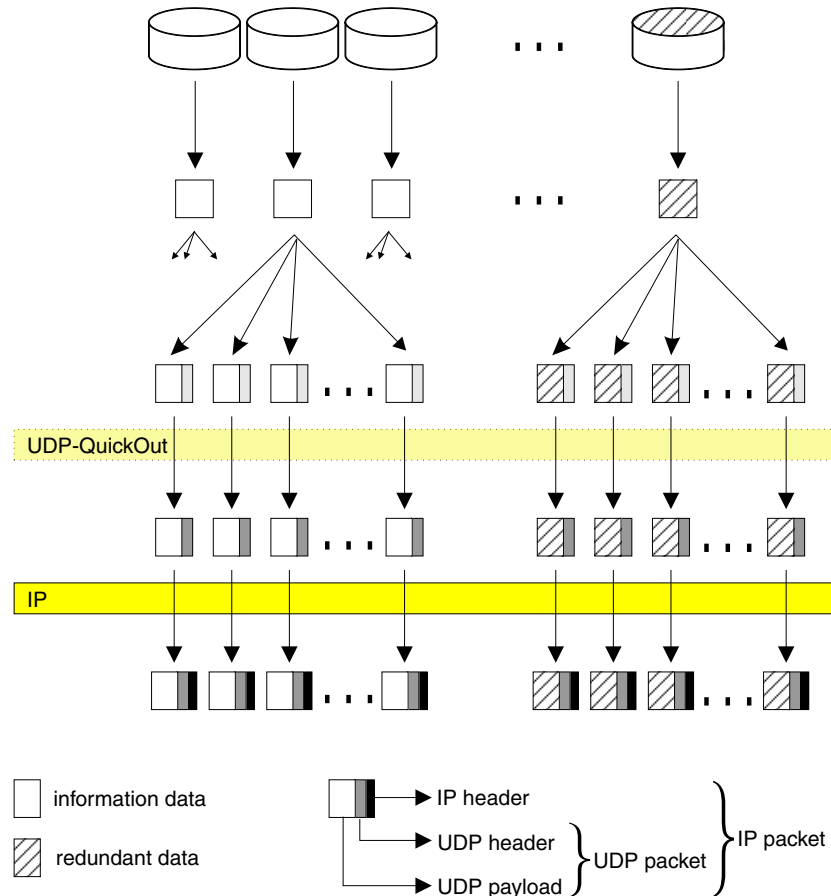 UDP-QuickOut
IP
information data
redundant data
IP header
UDP header
UDP payload
UDP packet
IP packet